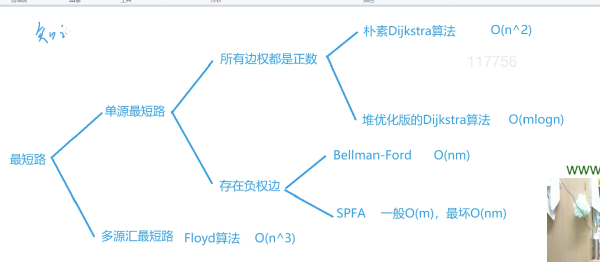 朴素Dijkstra算法 O(n^2)
所有边权都是正数
117756
单源最短路
堆优化版的Dijkstra算法 O(mlogn)
最短路
Bellman-Ford O(nm)
www
存在负权边
SPFA 一般O(m)，最坏O(nm)
多源汇最短路 Floyd算法 O(n^3)